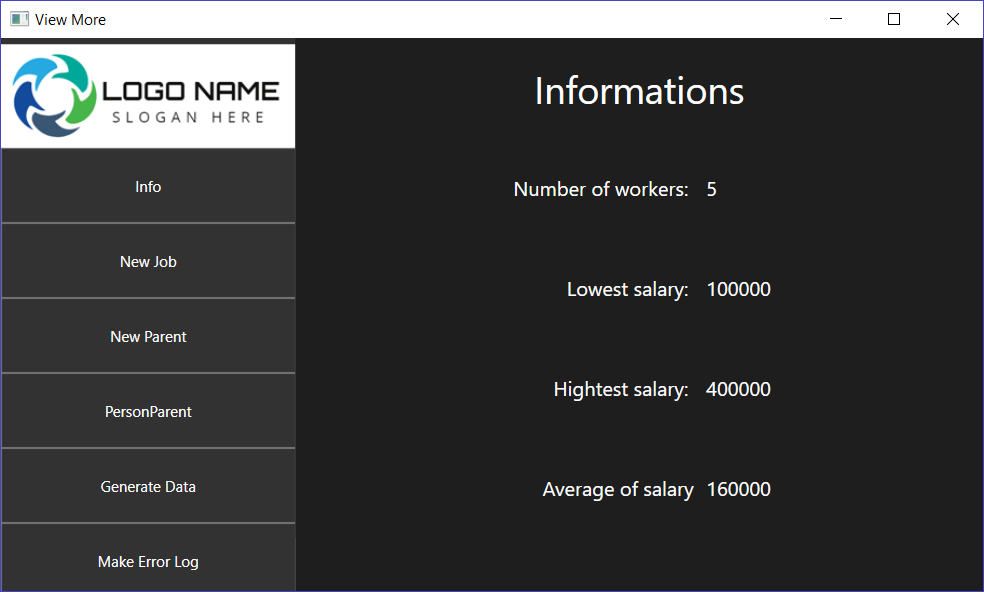 View More
LOGO NAME
SLOGAN HERE
Info
New Job
New Parent
PersonParent
Generate Data
Make Error Log
Informations
Number of workers: 5
Lowest salary: 100000
Hightest salary: 400000
Average of salary 160000